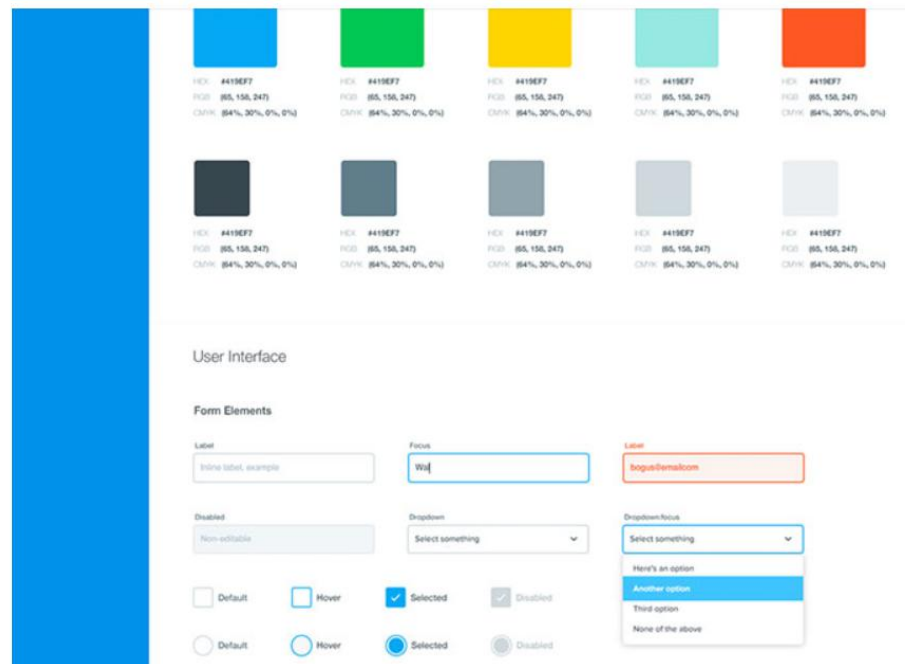 HEX #419EF7 HEX #419EF7 HEX #419EF7 HEX #419EF7 HEX #419EF7
RGB (65, 158, 247) RGB (65, 158, 247) RGB (65, 158, 247) RGB (65, 158, 247) RGB (65, 158, 247)
CMYK (64%, 30%, 0%, 0%) CMYK (64%, 30%, 0%, 0%) CMYK (64%, 30%, 0%, 0%) CMYK (64%, 30%, 0%, 0%) CMYK (64%, 30%, 0%, 0%)
HEX #419EF7 HEX #419EF7 HEX #419EF7 HEX #419EF7 HEX #419EF7
RGB (65, 158, 247) RGB (65, 158, 247) RGB (65, 158, 247) RGB (65, 158, 247) RGB (65, 158, 247)
CMYK (64%, 30%, 0%, 0%) CMYK (64%, 30%, 0%, 0%) CMYK (64%, 30%, 0%, 0%) CMYK (64%, 30%, 0%, 0%) CMYK (64%, 30%, 0%, 0%)
User Interface
Form Elements
Label Focus Label
Inline label, example Wa bogus@emailcom
Disabled Dropdown Dropdown focus
Non-editable Select something Select something
Here's an option
Another option
Third option
None of the above
Default Hover Selected Disabled
Default Hover Selected Disabled